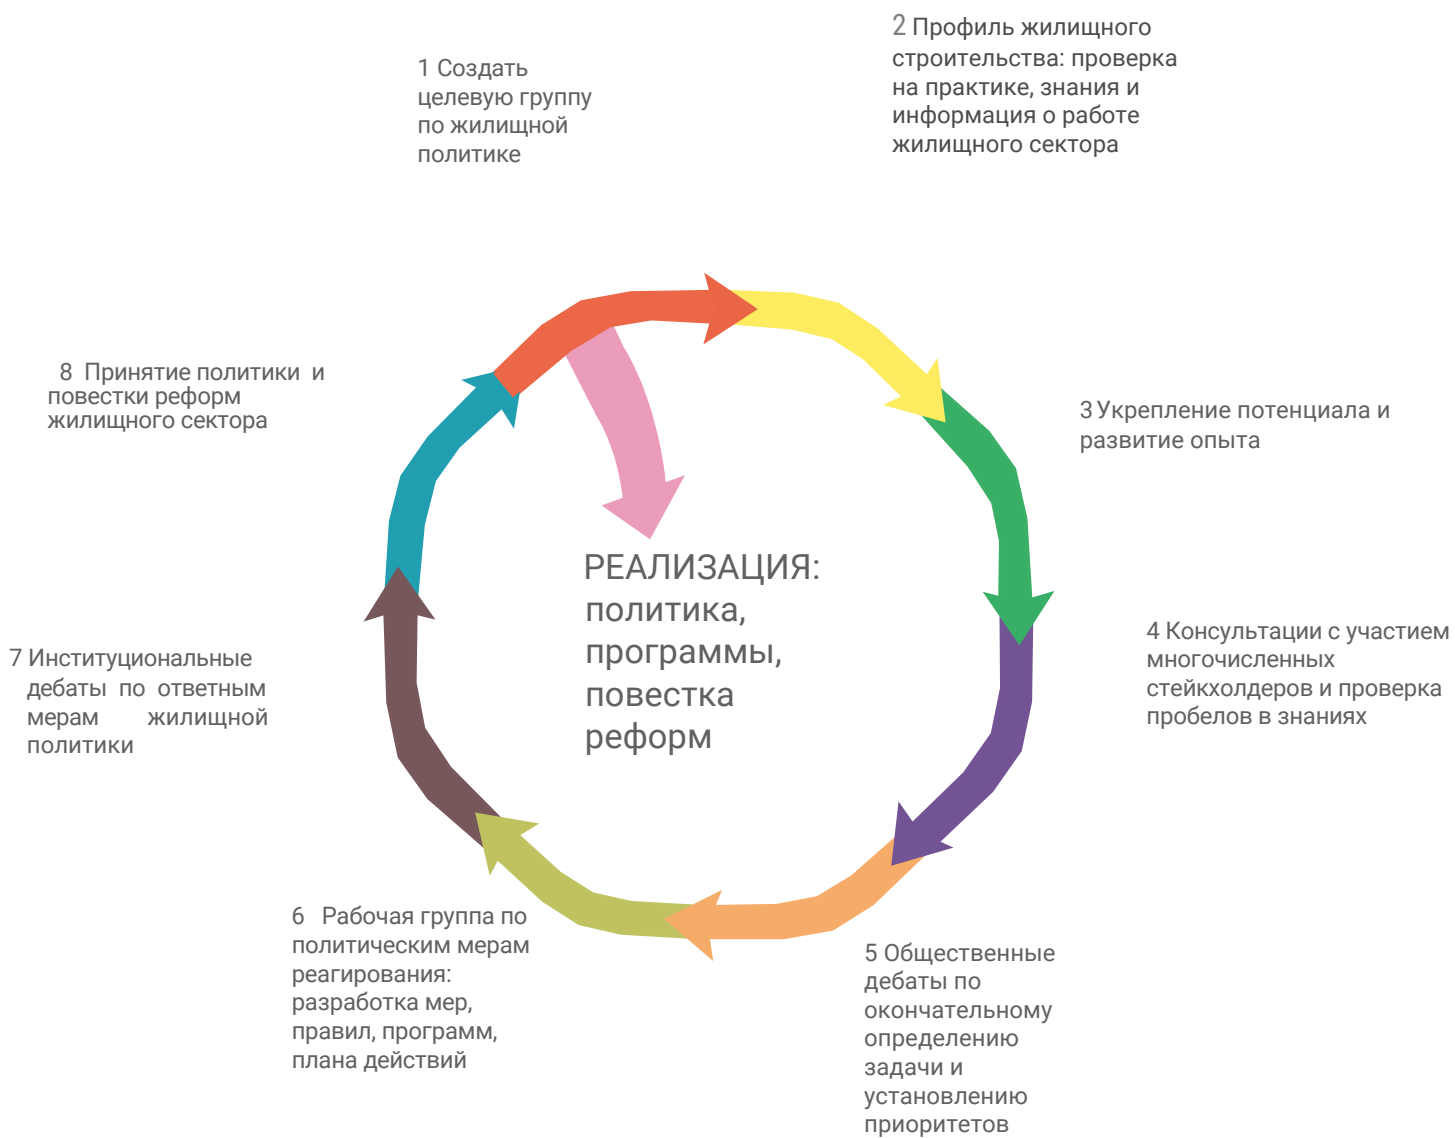 1 Создать
целевую группу
по жилищной
политике
2 Профиль жилищного
строительства: проверка
на практике, знания и
информация о работе
жилищного сектора
3 Укрепление потенциала и
развитие опыта
4 Консультации с участием
многочисленных
стейкхолдеров и проверка
пробелов в знаниях
5 Общественные
дебаты по
окончательному
определению
задачи и
установлению
приоритетов
6 Рабочая группа по
политическим мерам
реагирования:
разработка мер,
правил, программ,
плана действий
7 Институциональные
дебаты по ответным
мерам жилищной
политики
8 Принятие политики и
повестки реформ
жилищного сектора
РЕАЛИЗАЦИЯ:
политика,
программы,
повестка
реформ